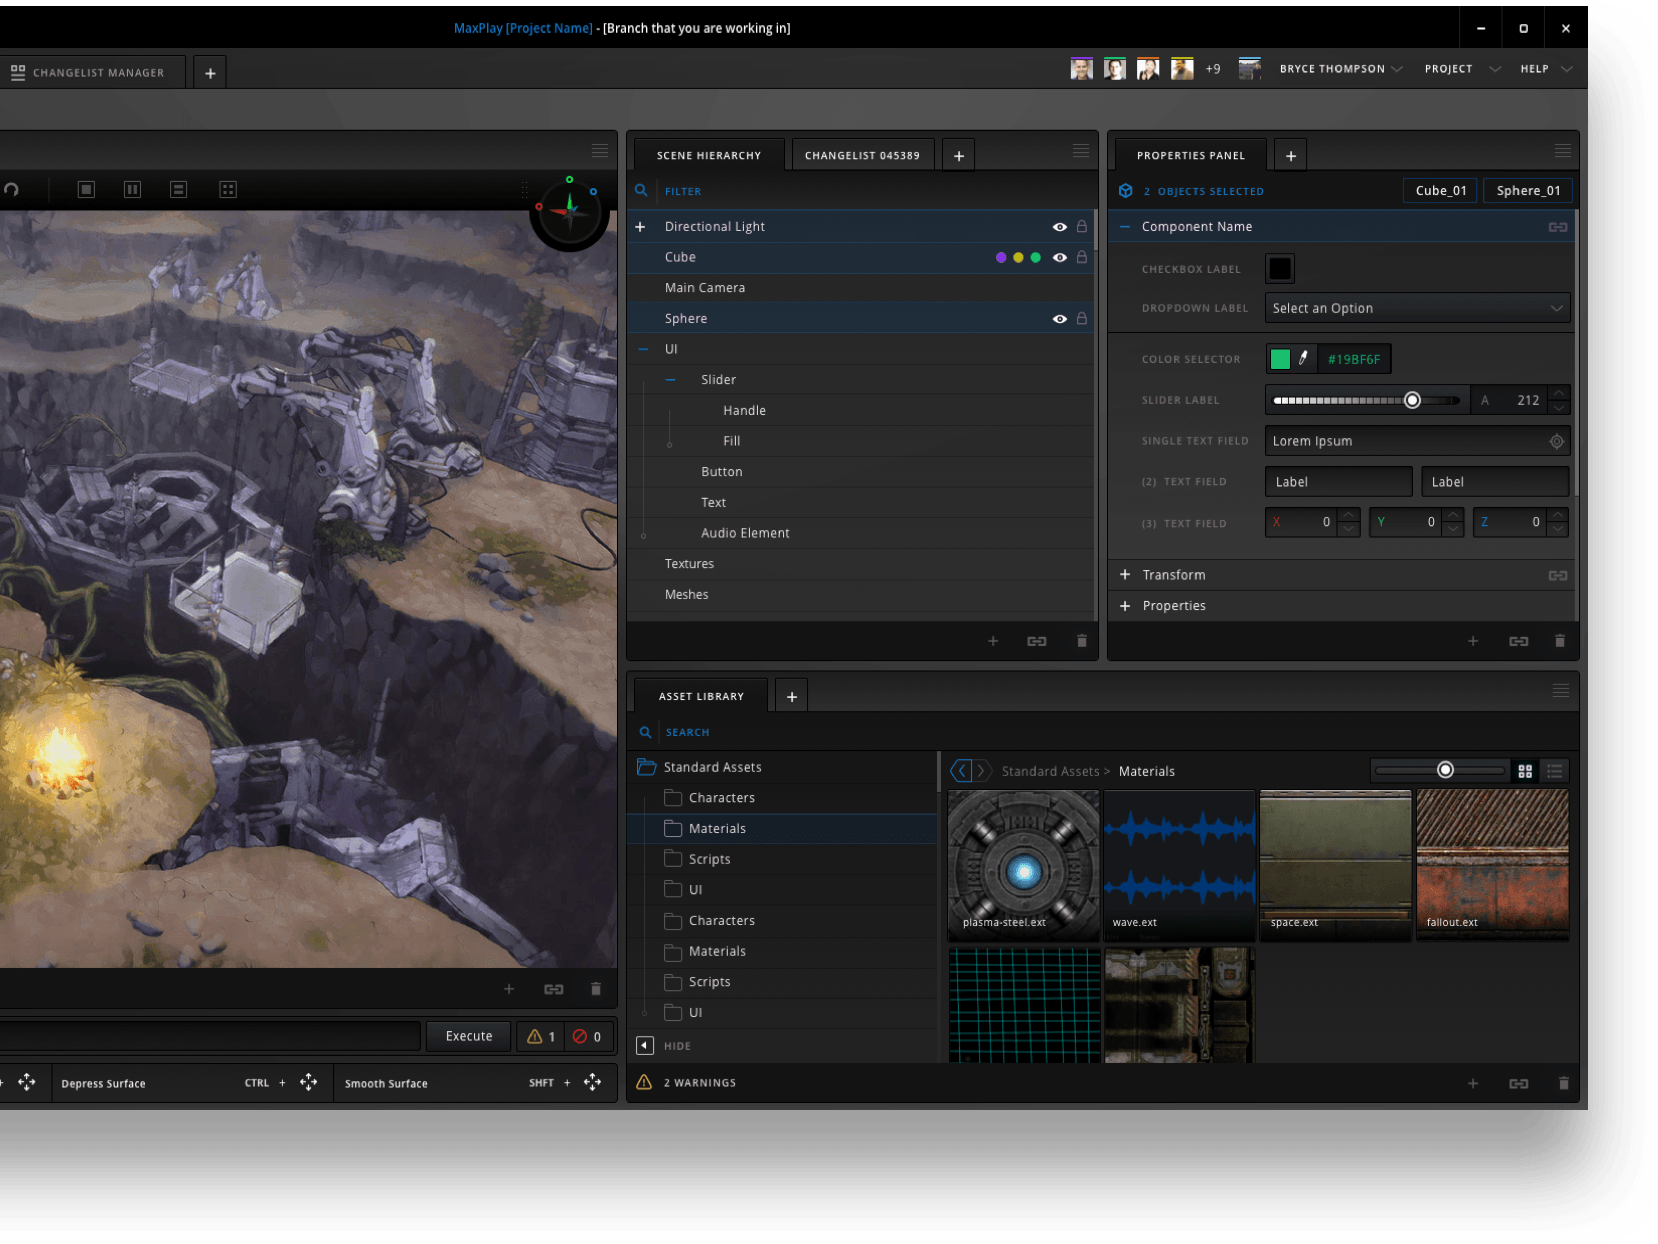 MaxPlay [Project Name] - [Branch that you are working in]
CHANGELIST MANAGER
+9
BRYCE THOMPSON
PROJECT
HELP
SCENE HIERARCHY
CHANGELIST 045389
FILTER
Directional Light
Cube
Main Camera
Sphere
UI
Slider
Handle
Fill
Button
Text
Audio Element
Textures
Meshes
PROPERTIES PANEL
2 OBJECTS SELECTED
Cube_01
Sphere_01
Component Name
CHECKBOX LABEL
DROPDOWN LABEL
Select an Option
COLOR SELECTOR
#19BF6F
SLIDER LABEL
A 212
SINGLE TEXT FIELD
Lorem Ipsum
(2) TEXT FIELD
Label
Label
(3) TEXT FIELD
X 0
Y 0
Z 0
Transform
Properties
ASSET LIBRARY
SEARCH
Standard Assets
Characters
Materials
Scripts
UI
Characters
Materials
Scripts
UI
HIDE
Standard Assets > Materials
plasma-steel.ext
wave.ext
space.ext
fallout.ext
2 WARNINGS
Execute
1
0
+
Depress Surface
CTRL +
Smooth Surface
SHFT +